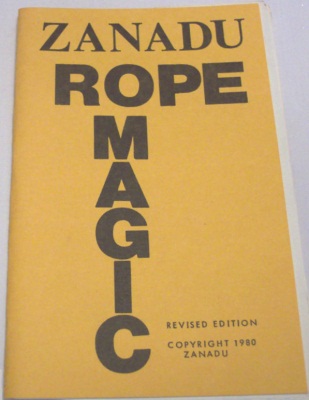 ZANADU
ROPE
MAGIC
REVISED EDITION
COPYRIGHT 1980
ZANADU